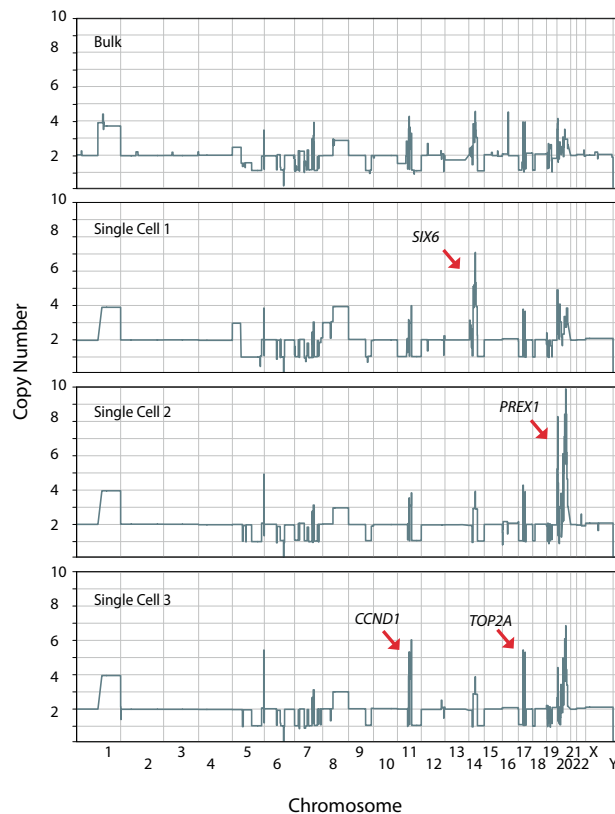 10
Bulk
8
6
4
2
10
Single Cell 1
8
SIX6
6
4
2
10
Single Cell 2
8
PREX1
6
4
2
10
Single Cell 3
8
CCND1
TOP2A
6
4
2
Copy Number
1 3 5 7 9 11 13 15 17 19 21 X
2 4 6 8 10 12 14 16 18 20 22 Y
Chromosome